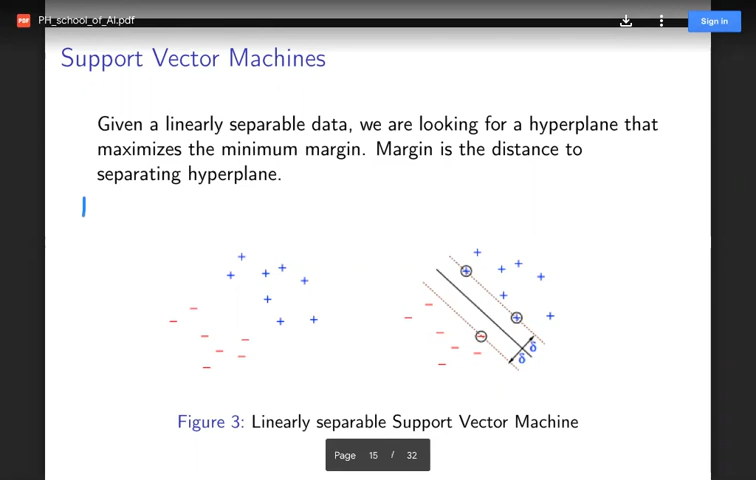 PH_school_of_AI.pdf
Sign in
Support Vector Machines
Given a linearly separable data, we are looking for a hyperplane that
maximizes the minimum margin. Margin is the distance to
separating hyperplane.
δ
δ
Figure 3: Linearly separable Support Vector Machine
Page 15 / 32